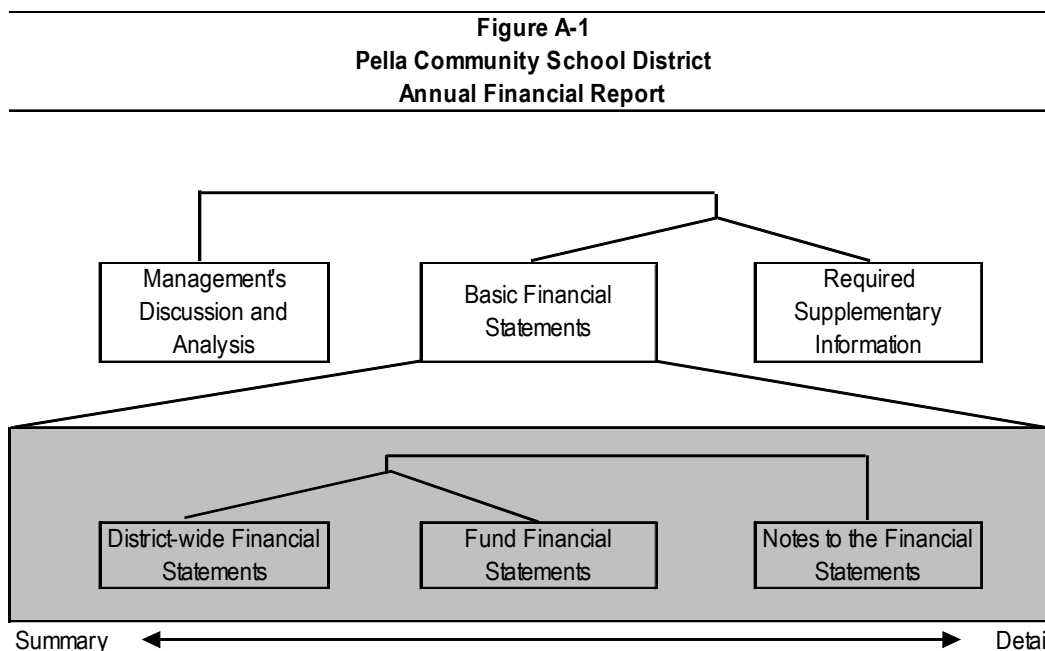 Figure A-1
Pella Community School District
Annual Financial Report
Management's
Discussion and
Analysis
Basic Financial
Statements
Required
Supplementary
Information
District-wide Financial
Statements
Fund Financial
Statements
Notes to the Financial
Statements
Summary
Detai